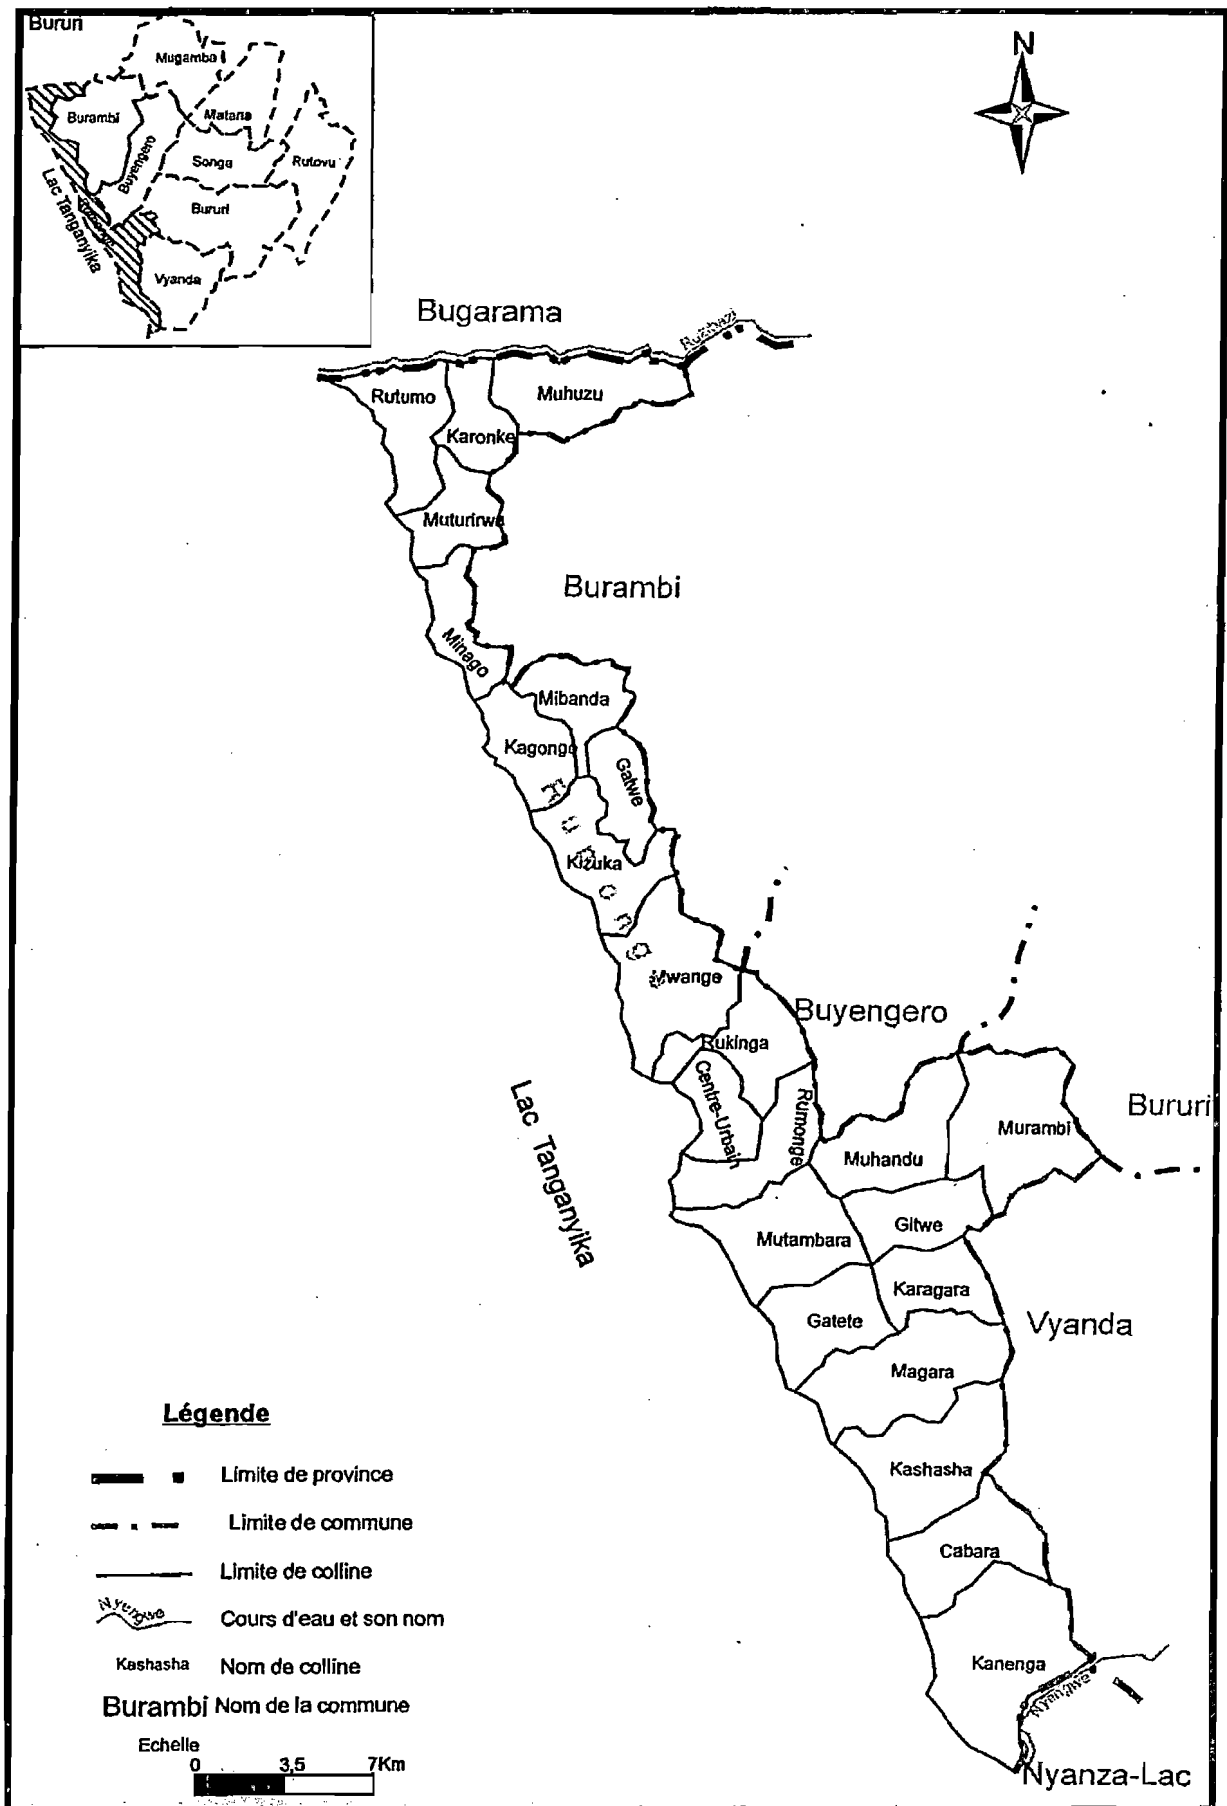 Bururi
Mugamba
Burambi
Matana
Buyengero
Songa
Rutovu
Bururi
Lac Tanganyika
Vyanda
N
Bugarama
Ruzibazi
Rutumo
Muhuzu
Karonke
Muturirwa
Burambi
Minago
Mibanda
Kagongo
Gatwe
Kizuka
Rumonge
Mwange
Buyengero
Rukinga
Centre-Urbain
Rumonge
Bururi
Murambi
Muhandu
Lac Tanganyika
Gitwe
Mutambara
Karagara
Gatete
Vyanda
Magara
Kashasha
Cabara
Kanenga
Nyengwe
Nyanza-Lac
Légende
Limite de province
Limite de commune
Limite de colline
Nyengwe Cours d'eau et son nom
Kashasha Nom de colline
Burambi Nom de la commune
Echelle
0 3,5 7Km